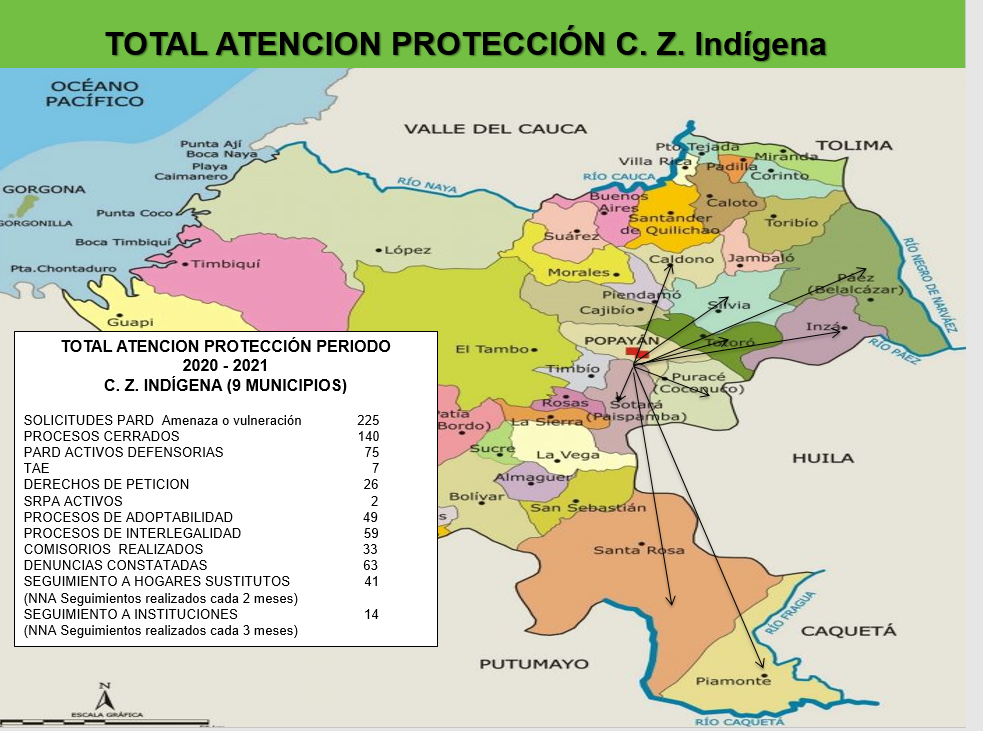 TOTAL ATENCION PROTECCIÓN C. Z. Indígena
OCÉANO
PACÍFICO
VALLE DEL CAUCA
TOLIMA
Punta Ají
Boca Naya
Playa
Caimanero
GORGONA
GORGONILLA
Punta Coco
Boca Timbiquí
Pta.Chontaduro
RÍO NAYA
RÍO CAUCA
Pto. Tejada
Villa Rica
Padilla
Miranda
Corinto
Buenos
Aires
Caloto
Santander
de Quilichao
Toribío
Suárez
López
Timbiquí
Caldono
Jambaló
Morales
Páez
(Belalcázar)
RÍO NEGRO DE NARVÁEZ
Piendamó
Cajibío
Silvia
Guapi
Inzá
RÍO PÁEZ
POPAYÁN
Totoró
El Tambo
Timbío
Puracé
(Coconuco)
Rosas
Sotará
(Paispamba)
La Sierra
atía
Bordo)
Sucre
La Vega
HUILA
Almaguer
Bolívar
San Sebastián
s
Santa Rosa
RÍO FRAGUA
CAQUETÁ
PUTUMAYO
Piamonte
RÍO CAQUETÁ
TOTAL ATENCION PROTECCIÓN PERIODO
2020 - 2021
C. Z. INDÍGENA (9 MUNICIPIOS)
SOLICITUDES PARD Amenaza o vulneración 225
PROCESOS CERRADOS 140
PARD ACTIVOS DEFENSORIAS 75
TAE 7
DERECHOS DE PETICION 26
SRPA ACTIVOS 2
PROCESOS DE ADOPTABILIDAD 49
PROCESOS DE INTERLEGALIDAD 59
COMISORIOS REALIZADOS 33
DENUNCIAS CONSTATADAS 63
SEGUIMIENTO A HOGARES SUSTITUTOS 41
(NNA Seguimientos realizados cada 2 meses)
SEGUIMIENTO A INSTITUCIONES 14
(NNA Seguimientos realizados cada 3 meses)
N
ESCALA GRÁFICA